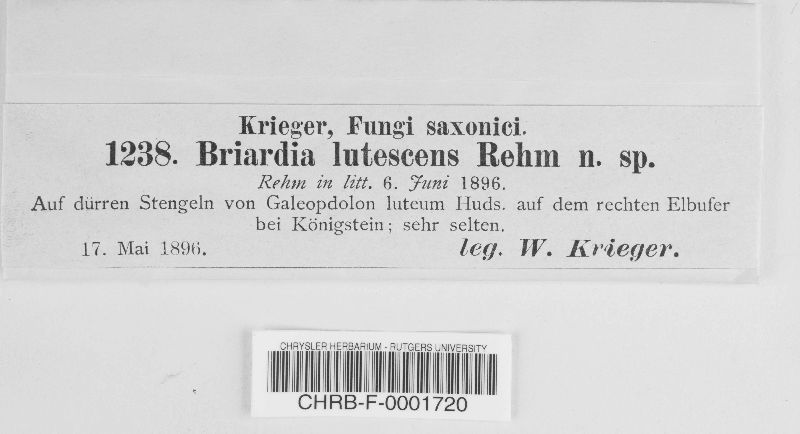 Krieger, Fungi saxonici.
1238. Briardia lutescens Rehm n. sp.
Rehm in litt. 6. Juni 1896.
Auf dürren Stengeln von Galeopdolon luteum Huds. auf dem rechten Elbufer
bei Königstein; sehr selten.
17. Mai 1896. leg. W. Krieger.
CHRYSLER HERBARIUM - RUTGERS UNIVERSITY
CHRB-F-0001720